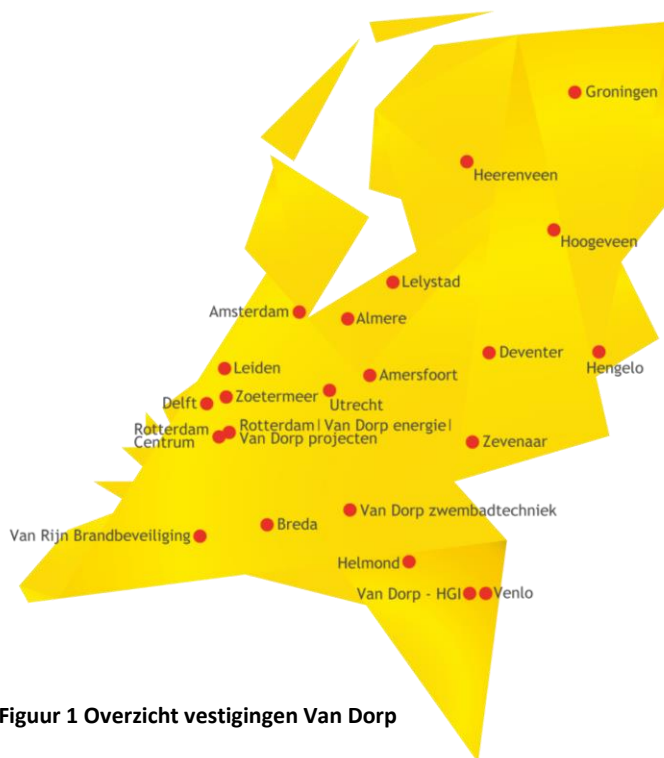 Groningen
Heerenveen
Hoogeveen
Lelystad
Amsterdam
Almere
Deventer
Hengelo
Leiden
Amersfoort
Zoetermeer
Utrecht
Delft
Rotterdam
Centrum
Rotterdam| Van Dorp energie|
Van Dorp projecten
Zevenaar
Van Dorp zwembadtechniek
Breda
Van Rijn Brandbeveiliging
Helmond
Van Dorp - HGI
Venlo
Figuur 1 Overzicht vestigingen Van Dorp